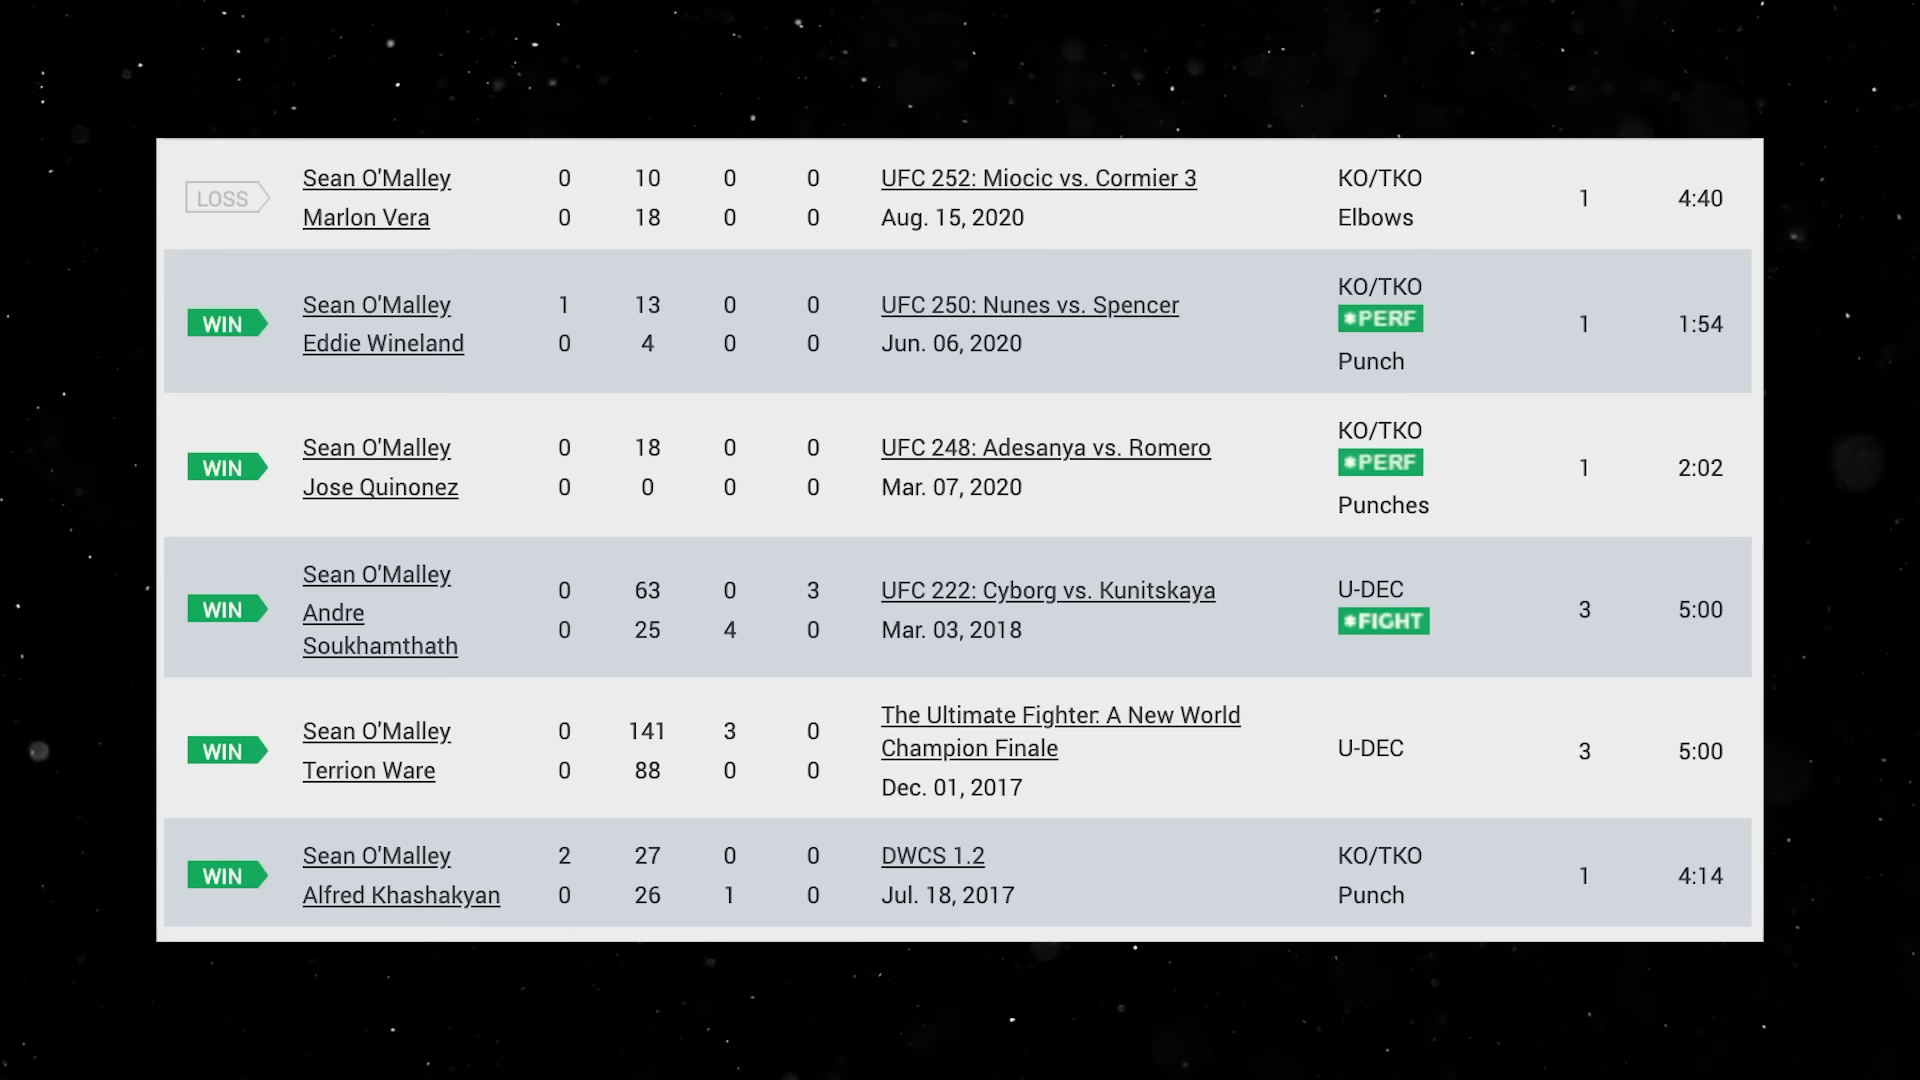 LOSS
Sean O'Malley 0 10 0 0 UFC 252: Miocic vs. Cormier 3 KO/TKO 1 4:40
Marlon Vera 0 18 0 0 Aug. 15, 2020 Elbows
WIN
Sean O'Malley 1 13 0 0 UFC 250: Nunes vs. Spencer KO/TKO 1 1:54
*PERF
Eddie Wineland 0 4 0 0 Jun. 06, 2020 Punch
WIN
Sean O'Malley 0 18 0 0 UFC 248: Adesanya vs. Romero KO/TKO 1 2:02
*PERF
Jose Quinonez 0 0 0 0 Mar. 07, 2020 Punches
WIN
Sean O'Malley 0 63 0 3 UFC 222: Cyborg vs. Kunitskaya U-DEC 3 5:00
*FIGHT
Andre
Soukhamthath 0 25 4 0 Mar. 03, 2018
WIN
Sean O'Malley 0 141 3 0 The Ultimate Fighter: A New World
Champion Finale U-DEC 3 5:00
Terrion Ware 0 88 0 0 Dec. 01, 2017
WIN
Sean O'Malley 2 27 0 0 DWCS 1.2 KO/TKO 1 4:14
Alfred Khashakyan 0 26 1 0 Jul. 18, 2017 Punch